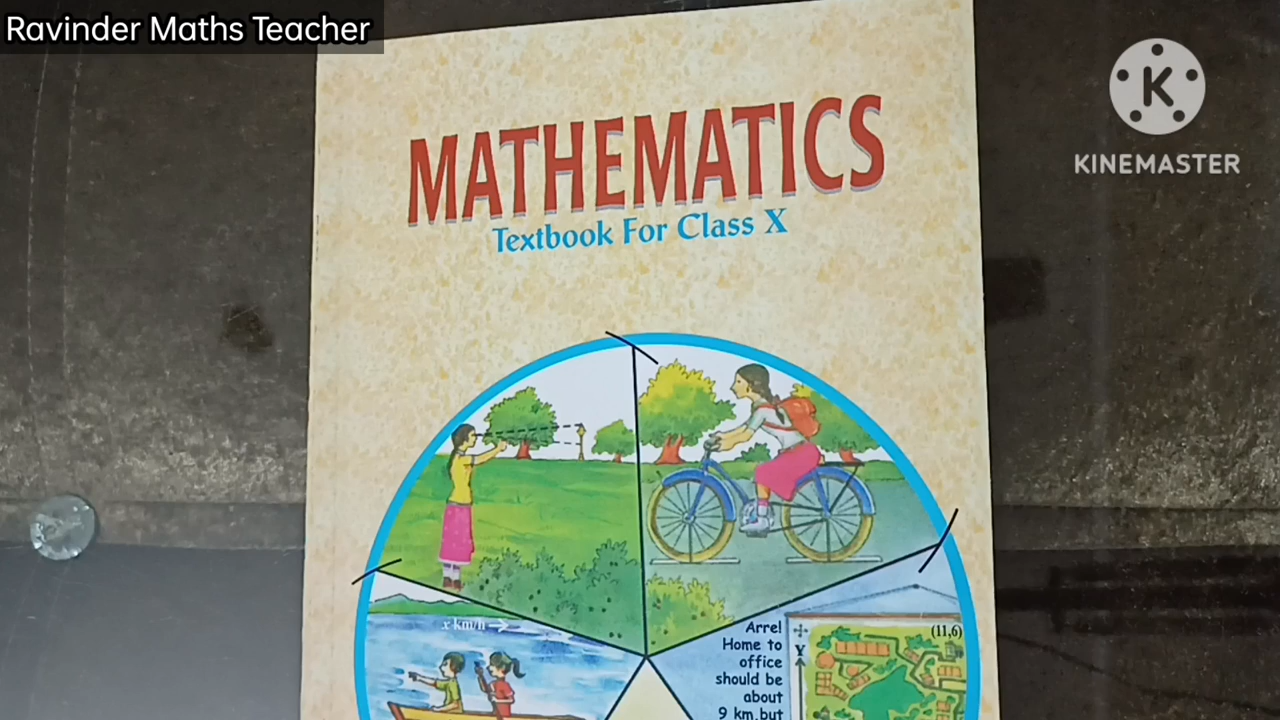 Ravinder Maths Teacher
K
KINEMASTER
MATHEMATICS
Textbook For Class X
x km/h
Arre!
Home to
office
should be
about
9 km,but
(11,6)
Y